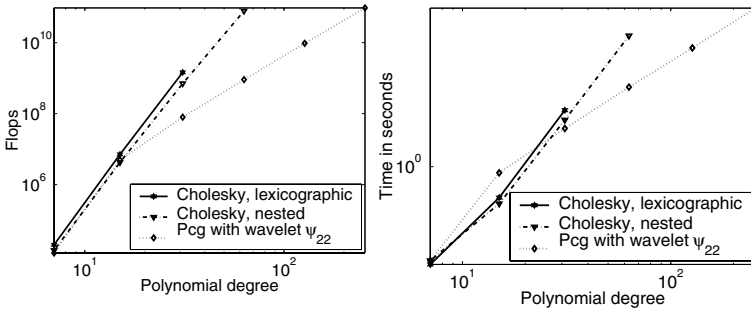 10^10
10^8
10^6
Flops
Cholesky, lexicographic
Cholesky, nested
Pcg with wavelet ψ_22
10^1
10^2
Polynomial degree
10^0
Time in seconds
Cholesky, lexicographic
Cholesky, nested
Pcg with wavelet ψ_22
10^1
10^2
Polynomial degree